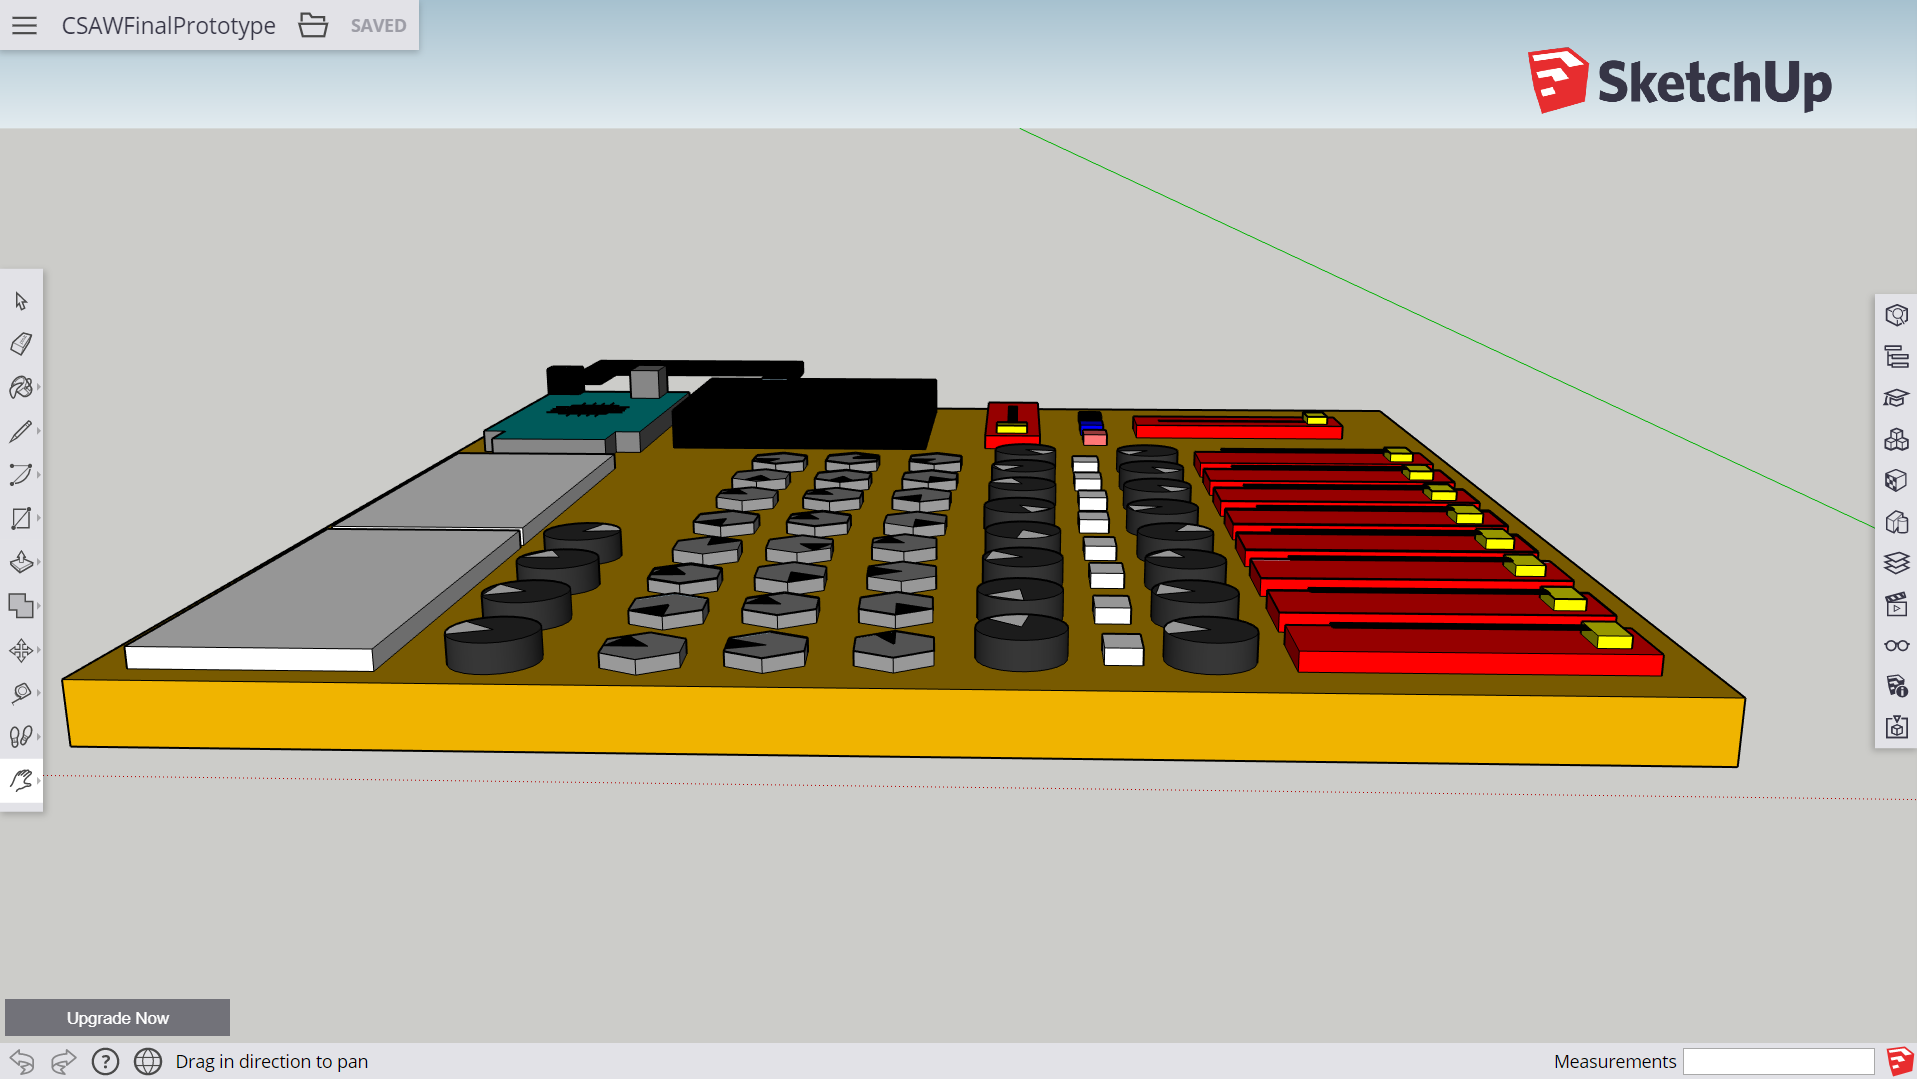 CSAWFinalPrototype SAVED
SketchUp
Upgrade Now
? Drag in direction to pan
Measurements